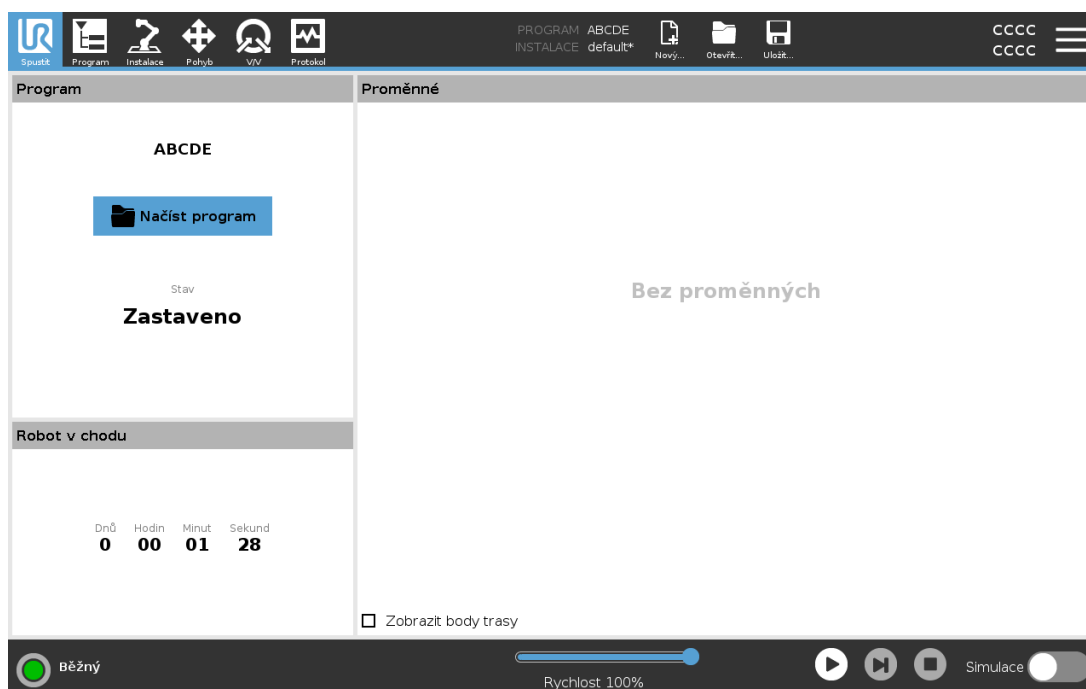 UR
Spustit
Program
Instalace
Pohyb
V/V
Protokol
PROGRAM ABCDE
INSTALACE default*
Nový...
Otevřít...
Uložit...
CCCC
CCCC
Program
ABCDE
Načíst program
Stav
Zastaveno
Robot v chodu
Dnů Hodin Minut Sekund
0 00 01 28
Proměnné
Bez proměnných
Zobrazit body trasy
Běžný
Rychlost 100%
Simulace